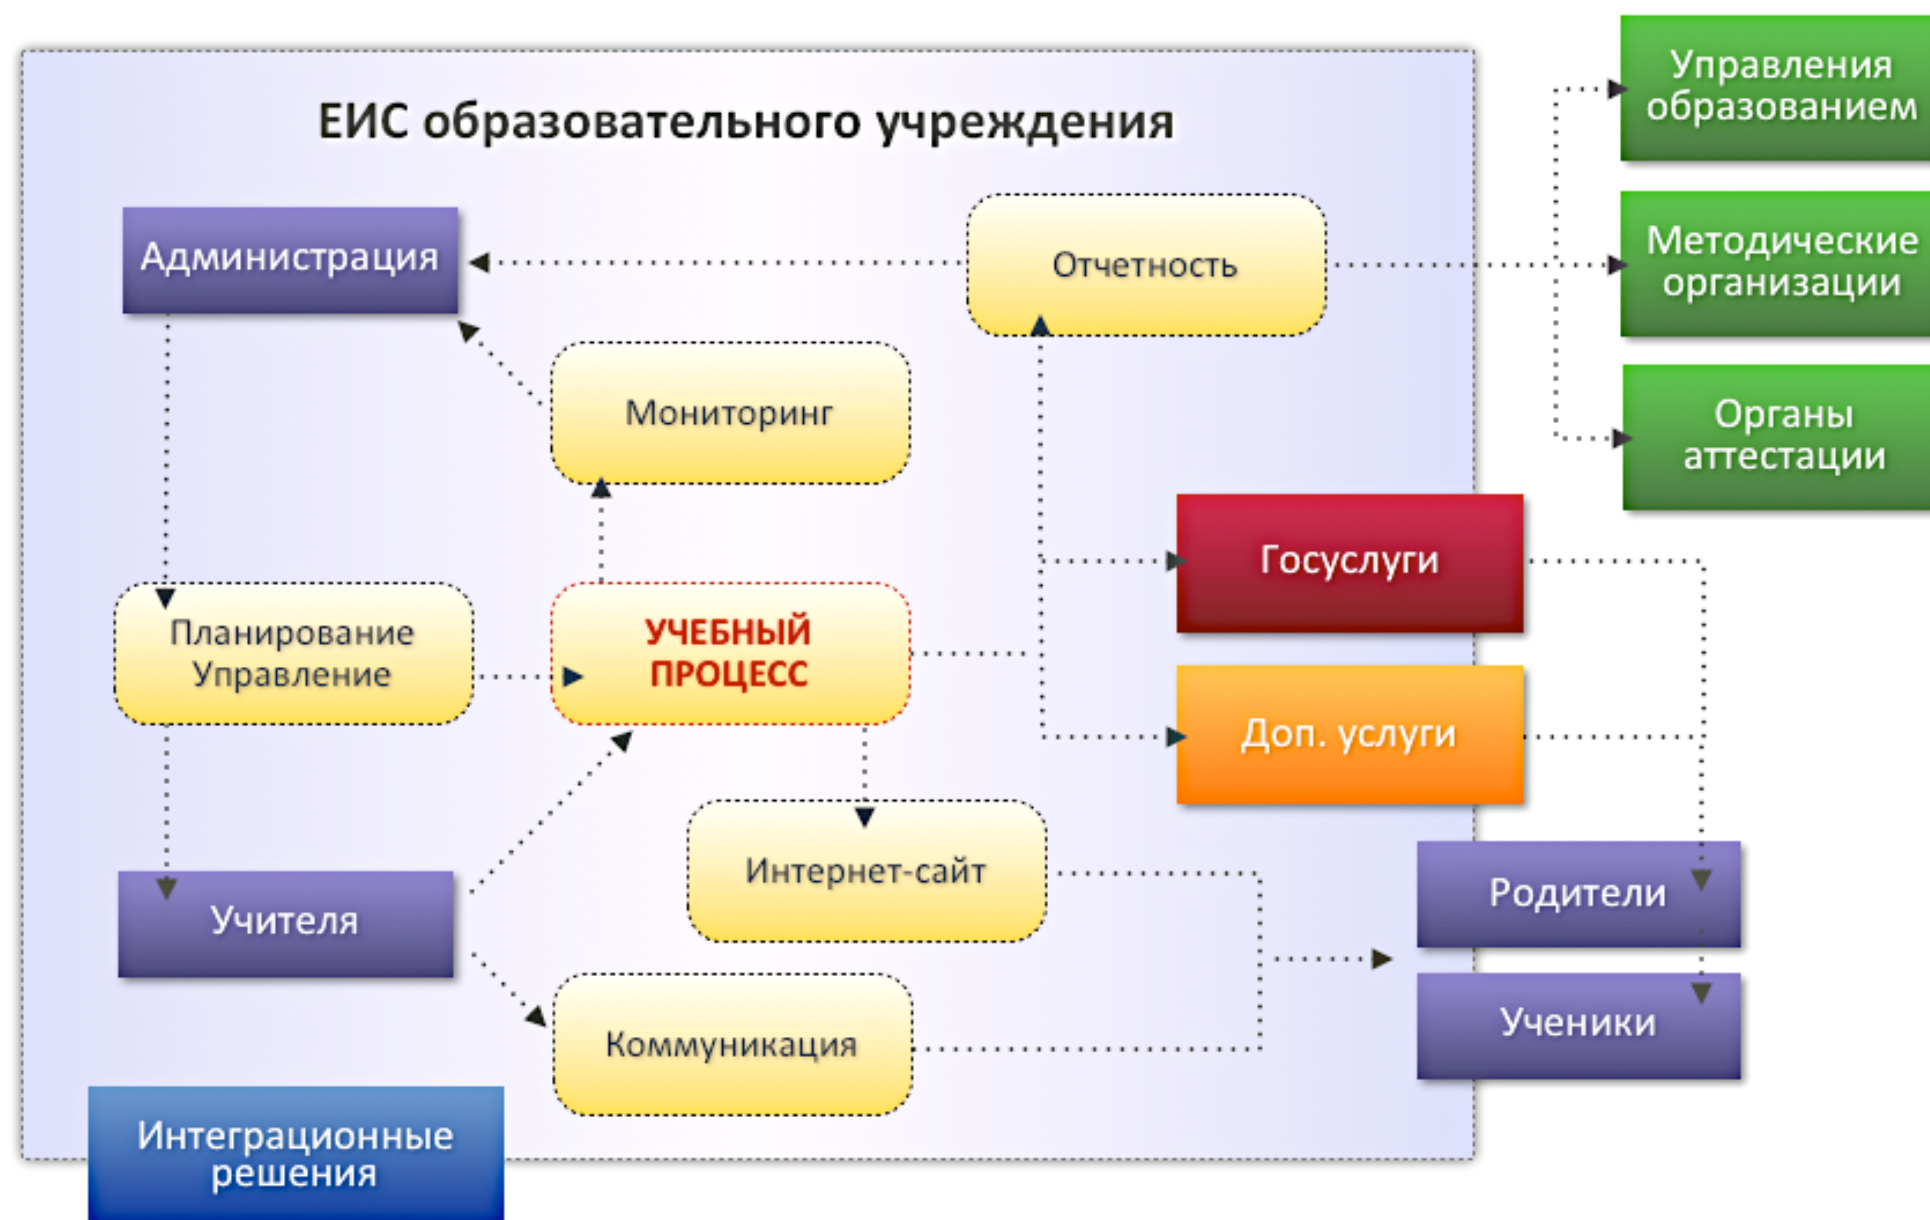 ЕИС образовательного учреждения
Управления
образованием
Методические
организации
Органы
аттестации
Администрация
Отчетность
Мониторинг
Госуслуги
Планирование
Управление
УЧЕБНЫЙ
ПРОЦЕСС
Доп. услуги
Интернет-сайт
Родители
Учителя
Ученики
Коммуникация
Интеграционные
решения